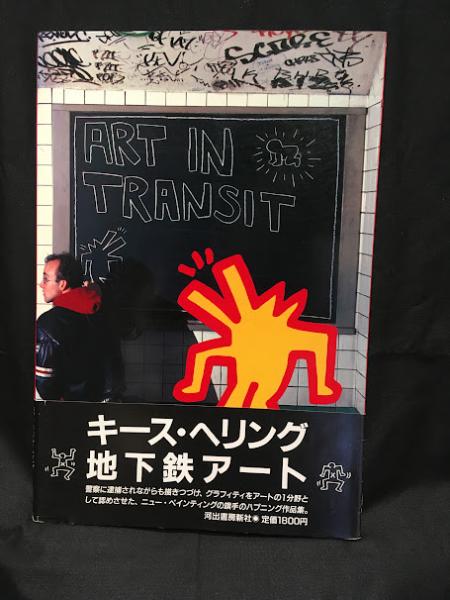 ART IN
TRANSIT
キース・ヘリング
地下鉄アート
警察に逮捕されながらも描きつづけ、グラフィティをアートの1分野と
して認めさせた、ニュー・ペインティングの旗手のハプニング作品集。
河出書房新社 定価1800円